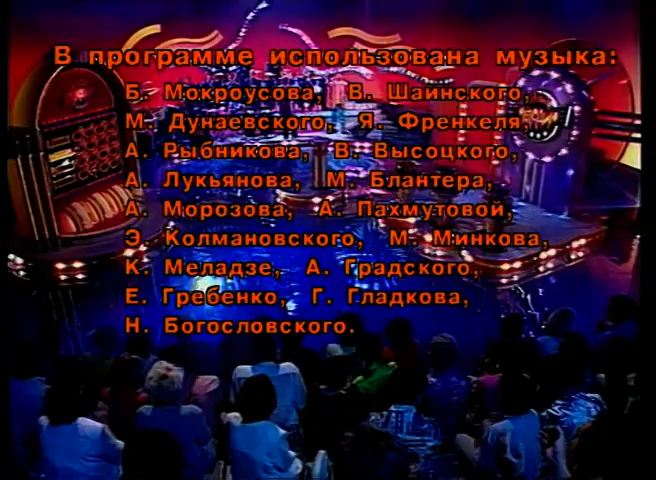 В программе использована музыка:
Б. Мокроусова, В. Шаинского,
М. Дунаевского, Я. Френкеля,
А. Рыбникова, В. Высоцкого,
А. Лукьянова, М. Блантера,
А. Морозова, А. Пахмутовой,
Э. Колмановского, М. Минкова,
К. Меладзе, А. Градского,
Е. Гребенко, Г. Гладкова,
Н. Богословского.